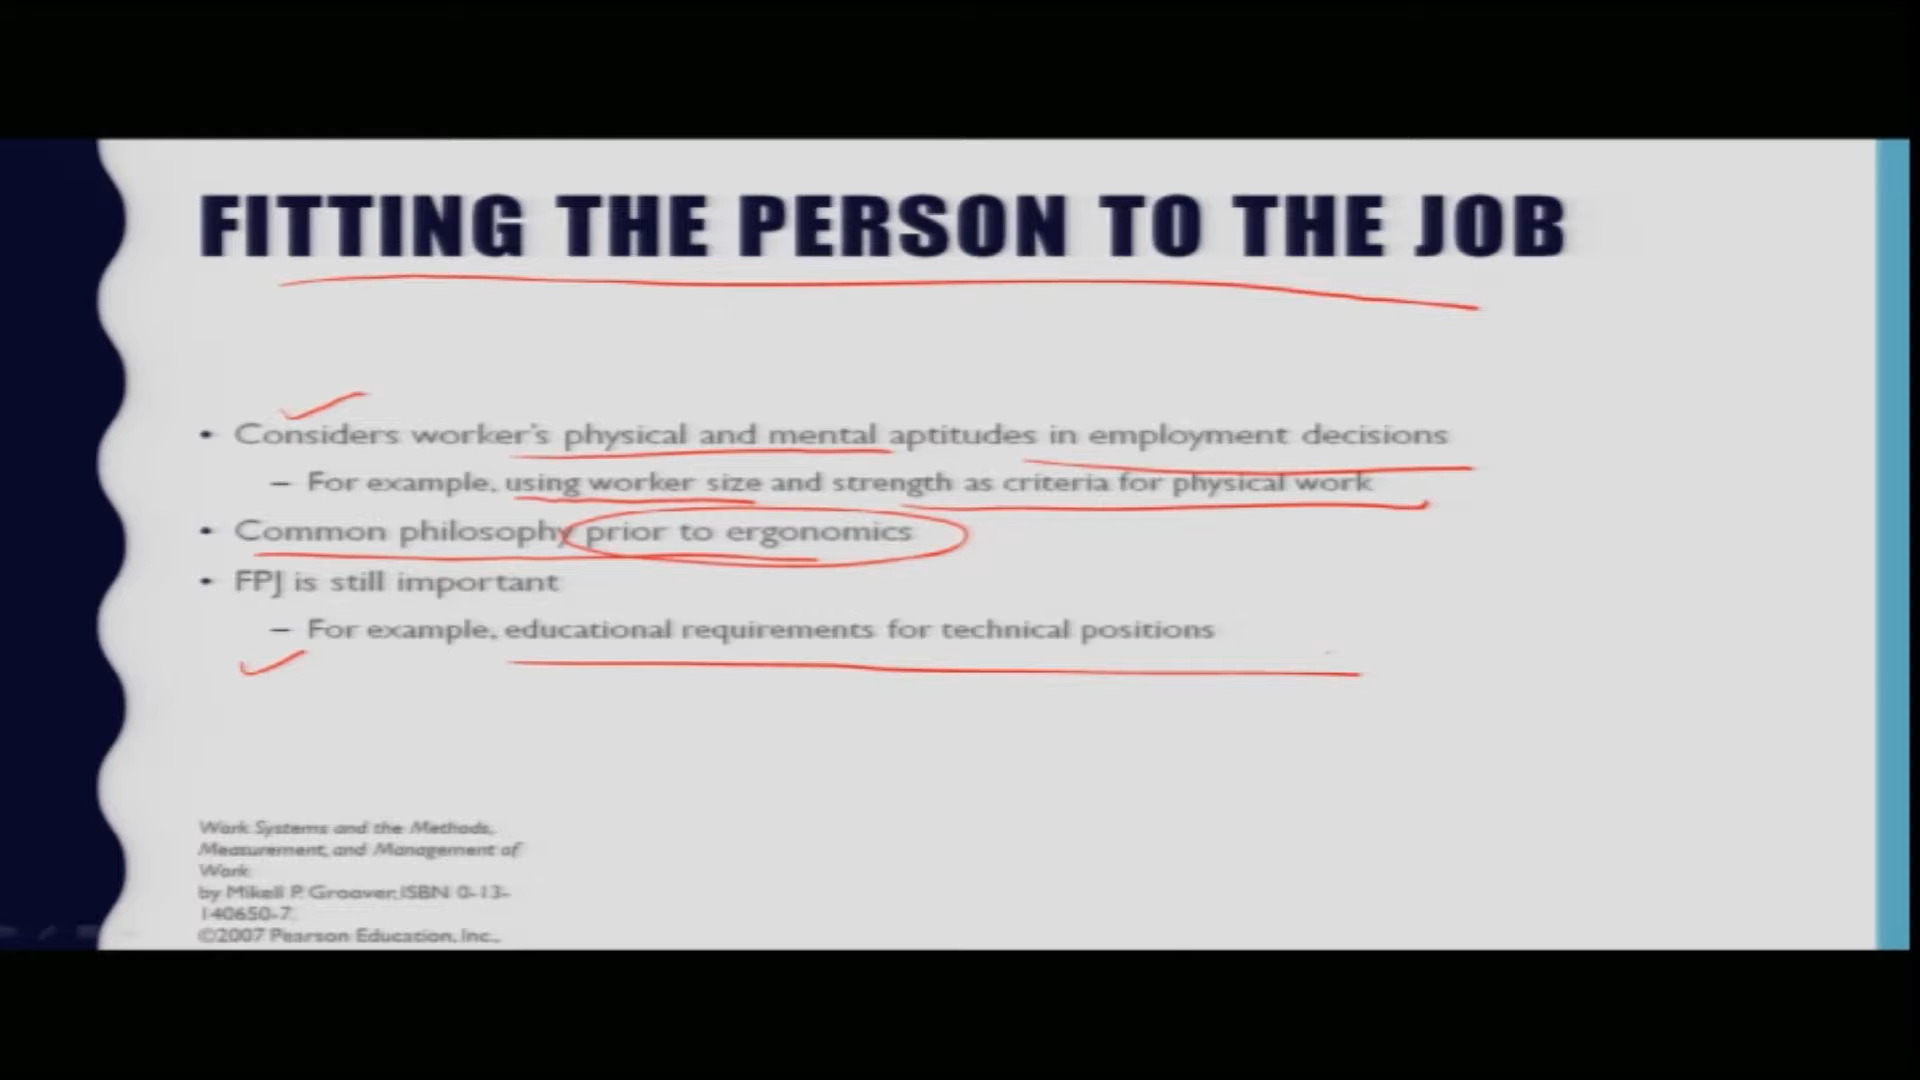 FITTING THE PERSON TO THE JOB
• Considers worker's physical and mental aptitudes in employment decisions
– For example, using worker size and strength as criteria for physical work
• Common philosophy prior to ergonomics
• FPJ is still important
– For example, educational requirements for technical positions
Work Systems and the Methods,
Measurement, and Management of
Work
by Mikell P. Groover, ISBN 0-13-
140650-7.
©2007 Pearson Education, Inc.,